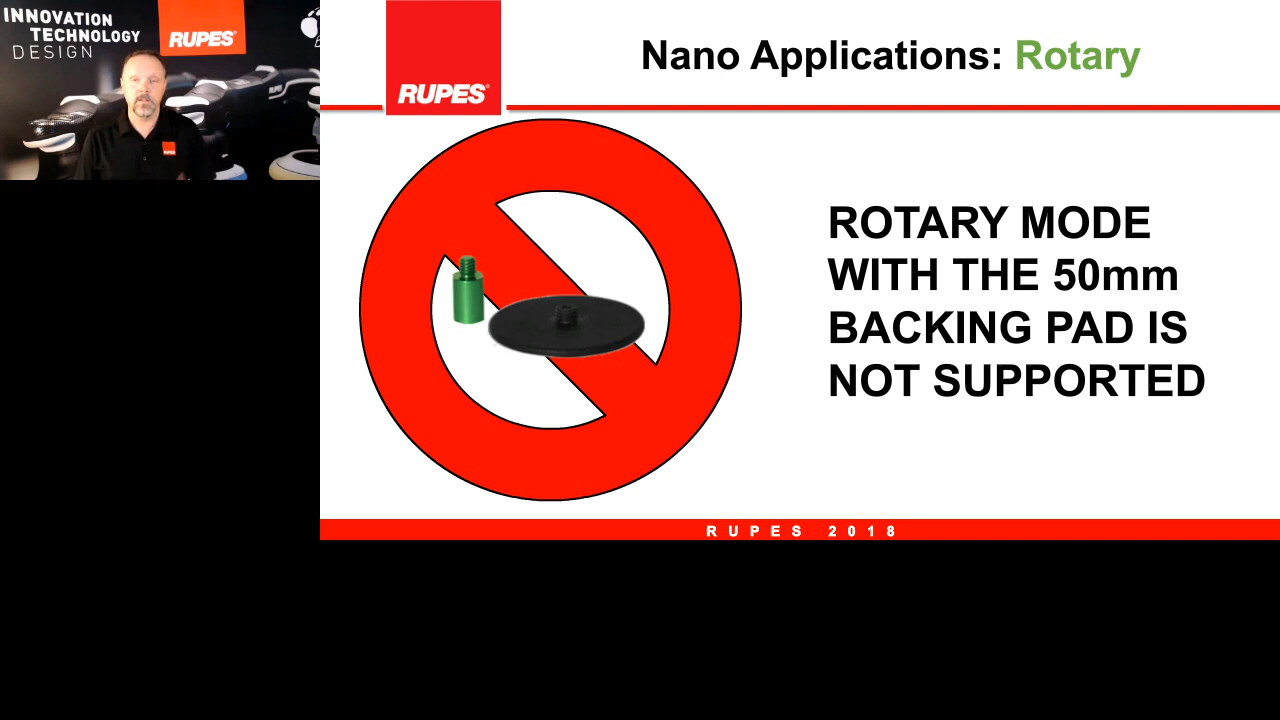 INNOVATION
TECHNOLOGY
DESIGN
RUPES
RUPES
Nano Applications: Rotary
RUPES
ROTARY MODE
WITH THE 50mm
BACKING PAD IS
NOT SUPPORTED
RUPES 2018